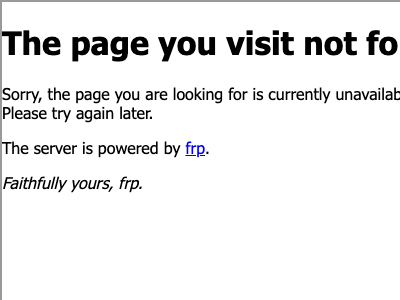 The page you visit not fo
Sorry, the page you are looking for is currently unavailab
Please try again later.
The server is powered by frp.
Faithfully yours, frp.